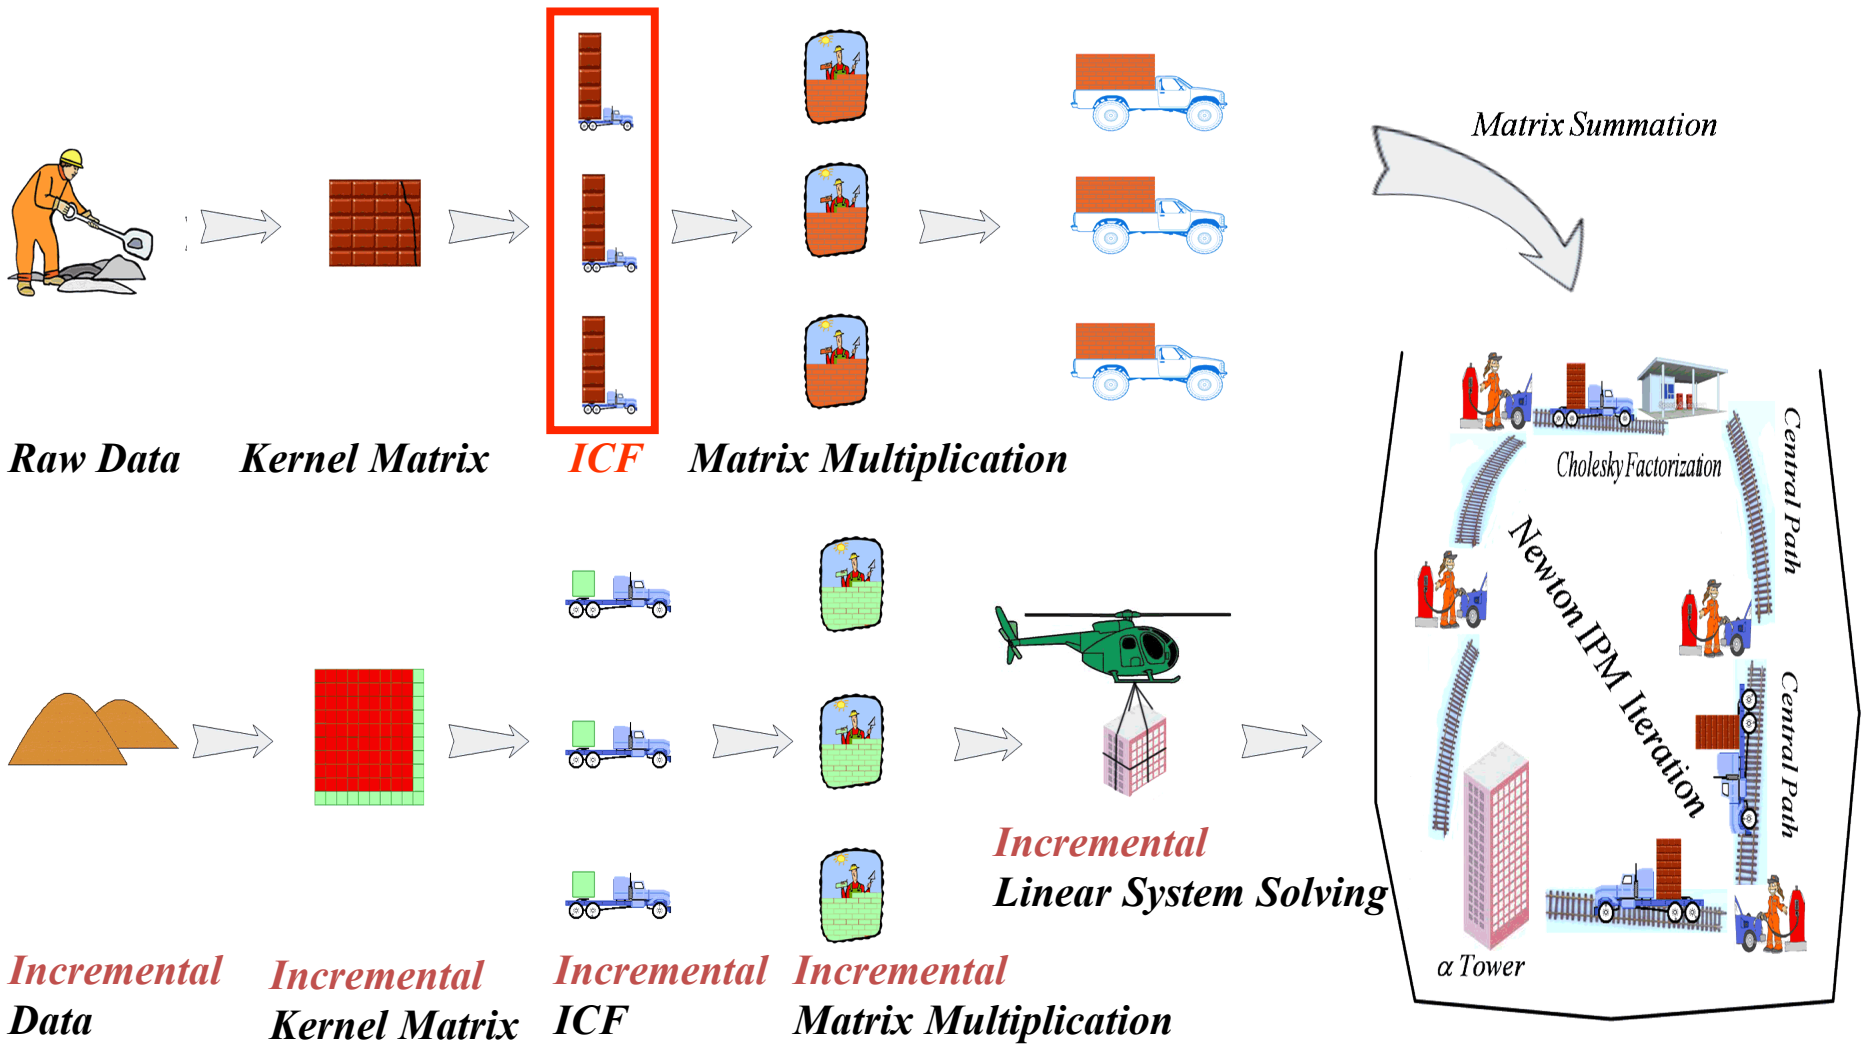 Matrix Summation
Raw Data
Kernel Matrix
ICF
Matrix Multiplication
Cholesky Factorization
Central Path
Newton IPM Iteration
Central Path
α Tower
Incremental
Linear System Solving
Incremental
Data
Incremental
Kernel Matrix
Incremental
ICF
Incremental
Matrix Multiplication